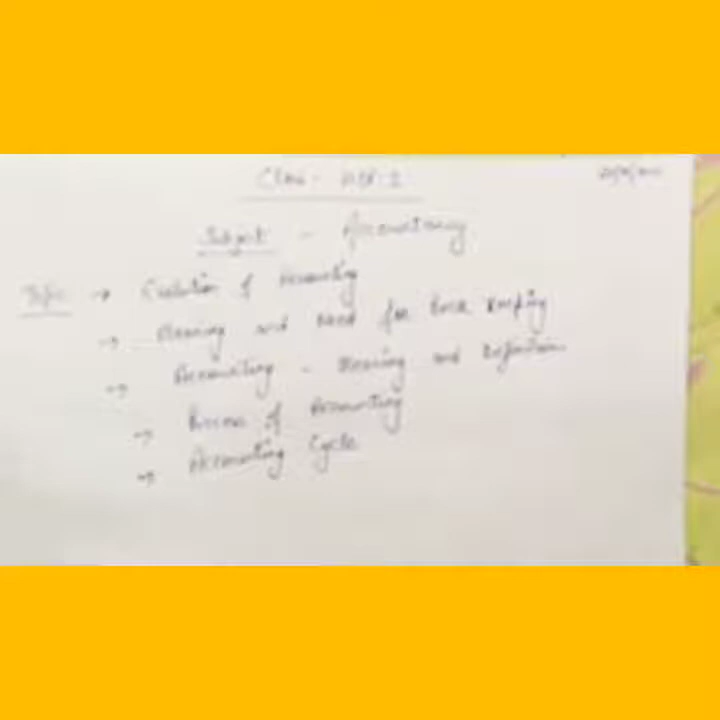 Class -
Subject - Accountancy
Topic → Evolution of Accounting
→ Meaning and Need for Book Keeping
→ Accounting - Meaning and Definition
→ Process of Accounting
→ Accounting Cycle